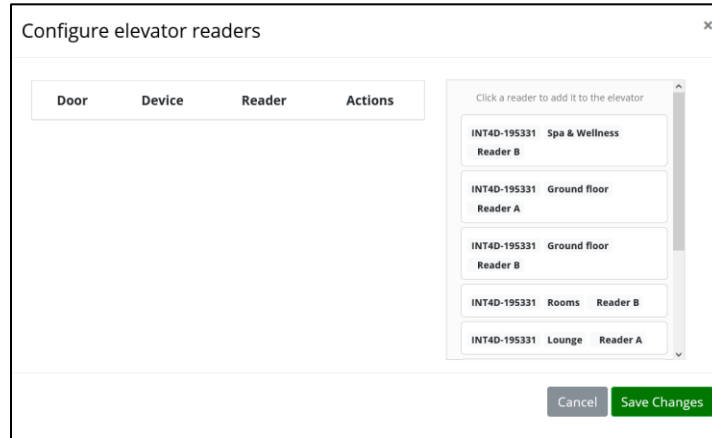 Configure elevator readers
×
Door Device Reader Actions
Click a reader to add it to the elevator
INT4D-195331 Spa & Wellness
Reader B
INT4D-195331 Ground floor
Reader A
INT4D-195331 Ground floor
Reader B
INT4D-195331 Rooms Reader B
INT4D-195331 Lounge Reader A
Cancel Save Changes